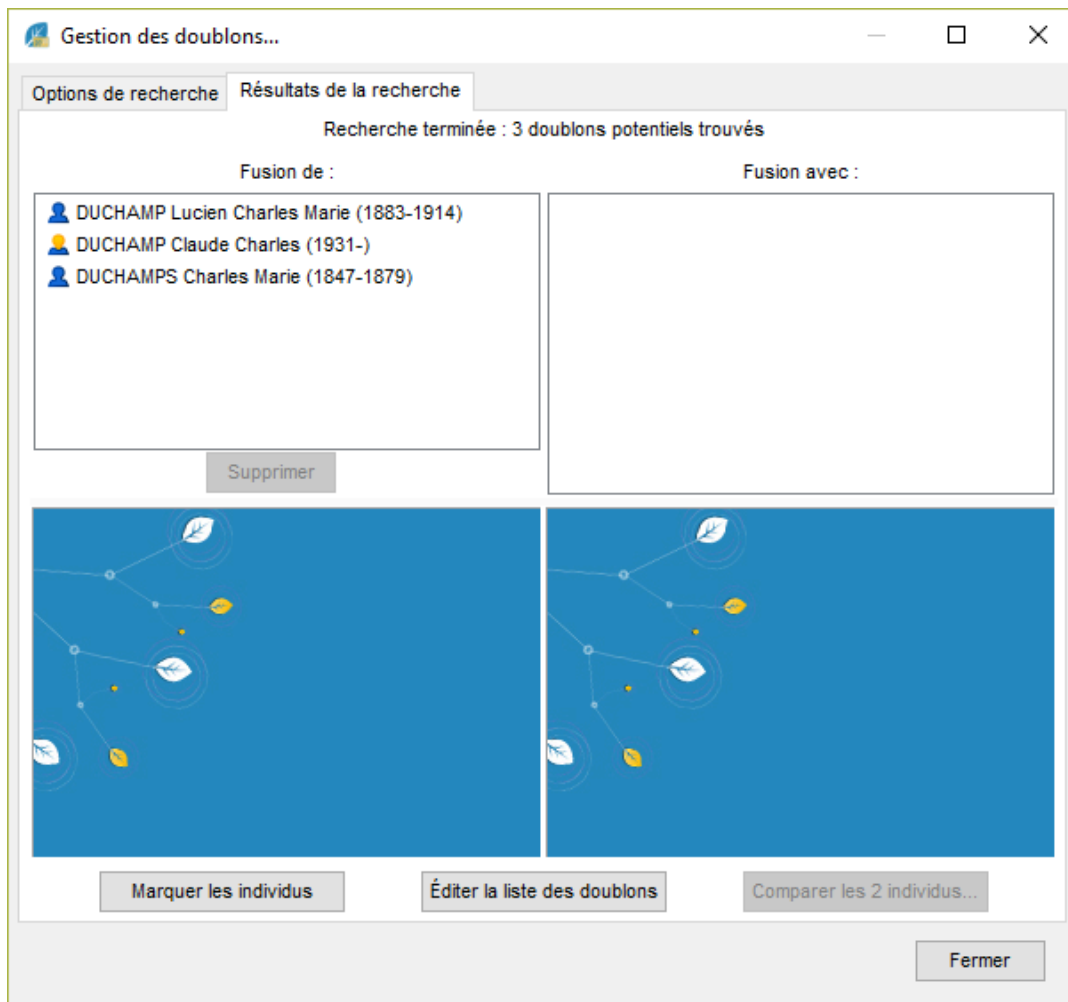 Gestion des doublons...
Options de recherche
Résultats de la recherche
Recherche terminée : 3 doublons potentiels trouvés
Fusion de :
Fusion avec :
DUCHAMP Lucien Charles Marie (1883-1914)
DUCHAMP Claude Charles (1931-)
DUCHAMPS Charles Marie (1847-1879)
Supprimer
Marquer les individus
Éditer la liste des doublons
Comparer les 2 individus...
Fermer